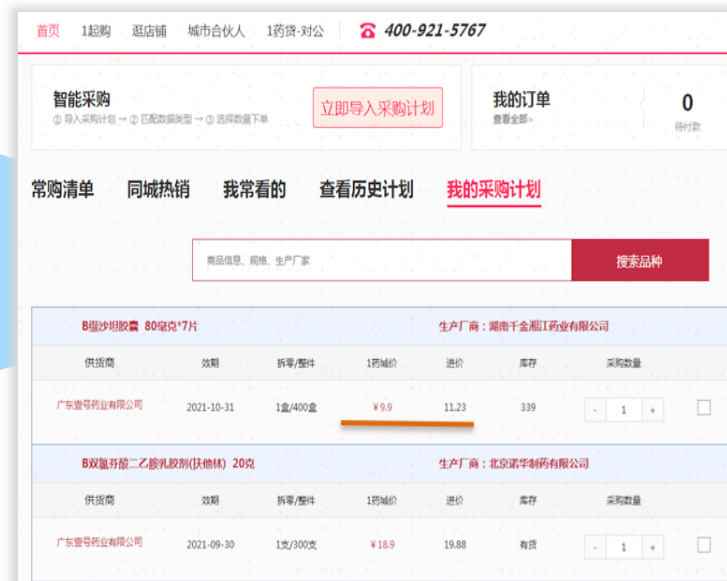 首页 1起购 逛店铺 城市合伙人 1药贷-对公 400-921-5767
智能采购
① 导入采购计划 → ② 匹配数据类型 → ③ 选择数量下单
立即导入采购计划
我的订单
查看全部>
0
待付款
常购清单 同城热销 我常看的 查看历史计划 我的采购计划
商品信息、规格、生产厂家
搜索品种
B缬沙坦胶囊 80毫克*7片 生产厂商：湖南千金湘江药业有限公司
供货商 效期 拆零/整件 1药城价 进价 库存 采购数量
广东壹号药业有限公司 2021-10-31 1盒/400盒 ¥9.9 11.23 339 - 1 +
B双氯芬酸二乙胺乳胶剂(扶他林) 20克 生产厂商：北京诺华制药有限公司
供货商 效期 拆零/整件 1药城价 进价 库存 采购数量
广东壹号药业有限公司 2021-09-30 1支/300支 ¥18.9 19.88 有货 - 1 +